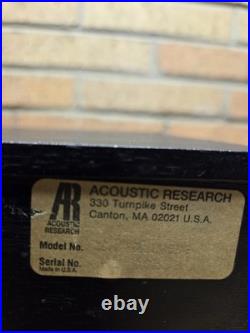 AR
ACOUSTIC
RESEARCH
ACOUSTIC RESEARCH
330 Turnpike Street
Canton, MA 02021 U.S.A.
Model No.
Serial No.
Made in U.S.A.